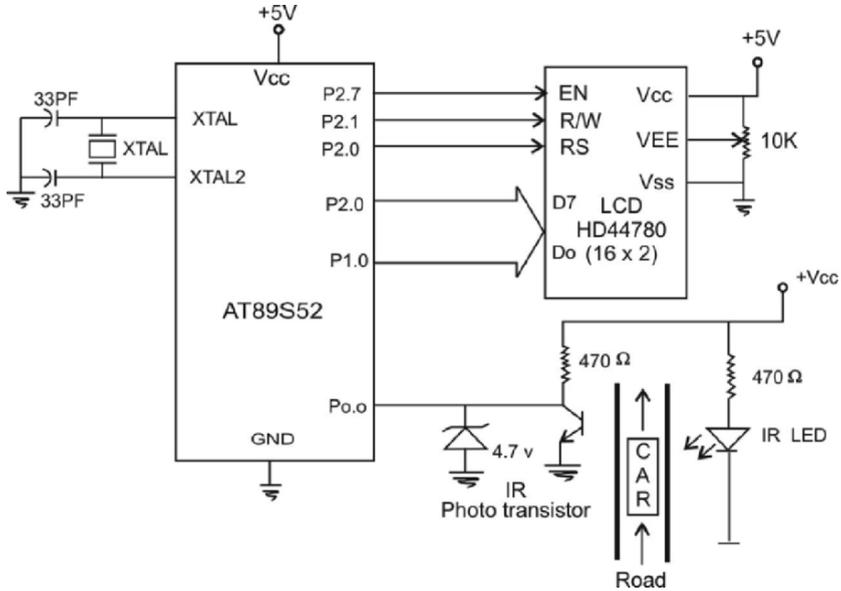 +5V
+5V
Vcc
33PF
XTAL
XTAL
XTAL2
33PF
P2.7
P2.1
P2.0
P2.0
P1.0
EN
R/W
RS
D7
Do
Vcc
VEE
Vss
LCD
HD44780
(16 x 2)
10K
AT89S52
+Vcc
470 Ω
470 Ω
Po.o
GND
4.7 v
IR
Photo transistor
CAR
IR LED
Road